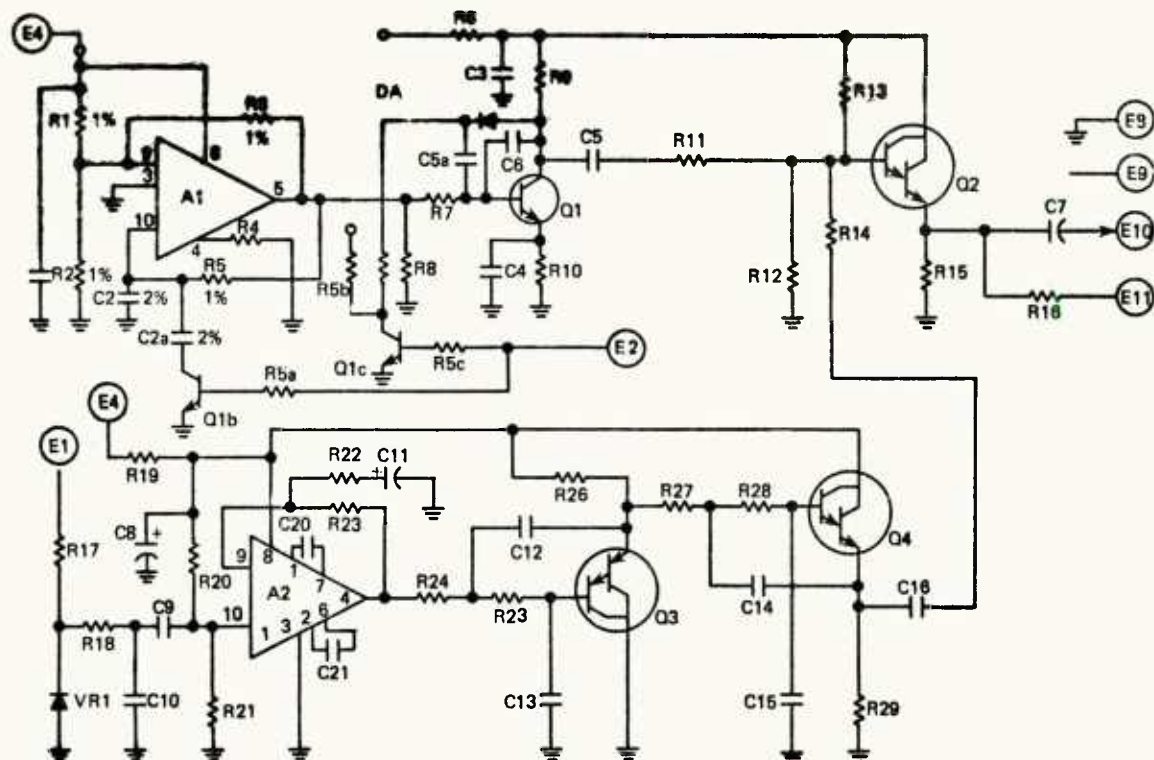 E4
R6
C3
R9
R13
R1 1%
R6
1%
DA
C5
R11
E9
C5a
C6
3
A1
5
Q2
E9
10
R7
Q1
C7
E10
4
R4
R14
R2 1%
R5
R8
C4
R10
R12
R15
C2 2%
1%
R5b
R16
E11
C2a 2%
Q1c
R5c
E2
R5a
Q1b
E4
E1
R19
R22
C11
+
R26
R27
R28
C8
+
C20
R23
C12
Q4
R17
9
8
1
7
R20
A2
4
R24
C14
C16
C9
6
R23
Q3
10
1
3
2
R18
C21
VR1
C10
R21
C13
C15
R29